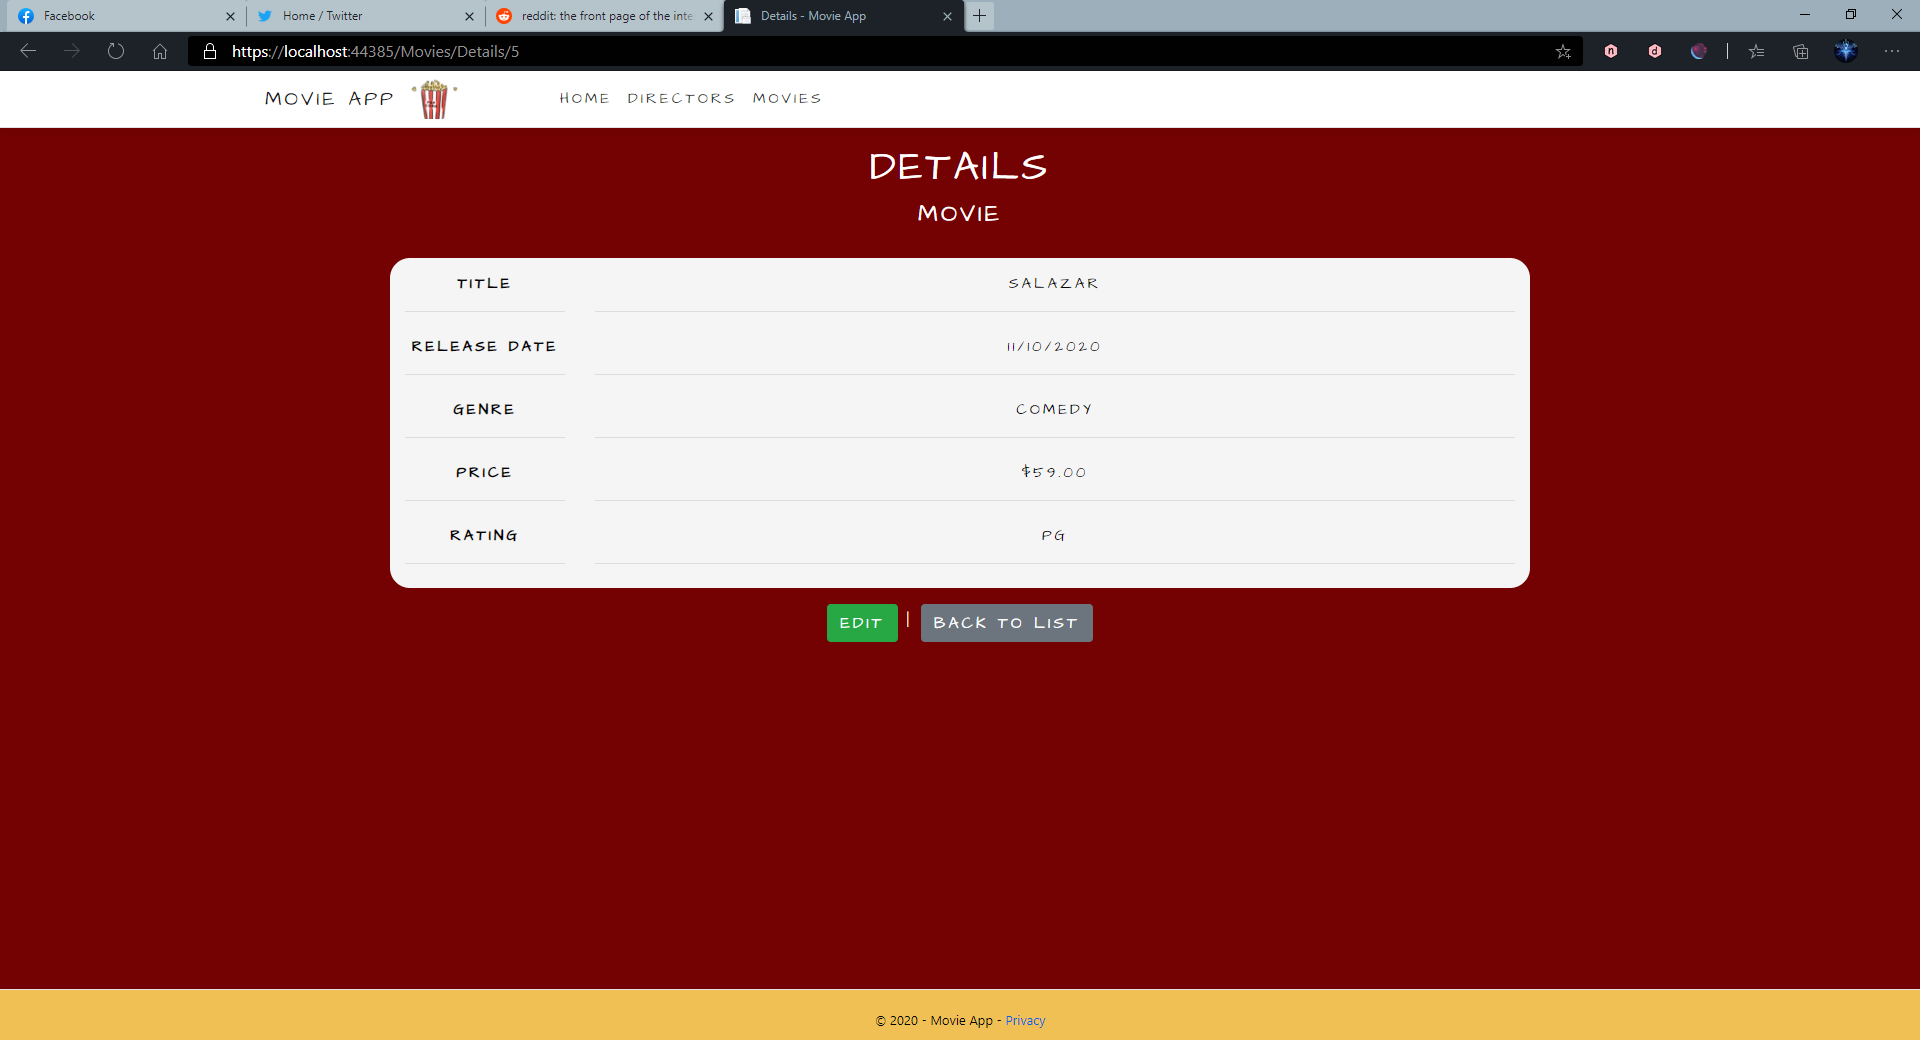 Facebook
Home / Twitter
reddit: the front page of the inte
Details - Movie App
https://localhost:44385/Movies/Details/5
MOVIE APP
HOME DIRECTORS MOVIES
DETAILS
MOVIE
TITLE SALAZAR
RELEASE DATE 11/10/2020
GENRE COMEDY
PRICE $59.00
RATING PG
EDIT | BACK TO LIST
© 2020 - Movie App - Privacy